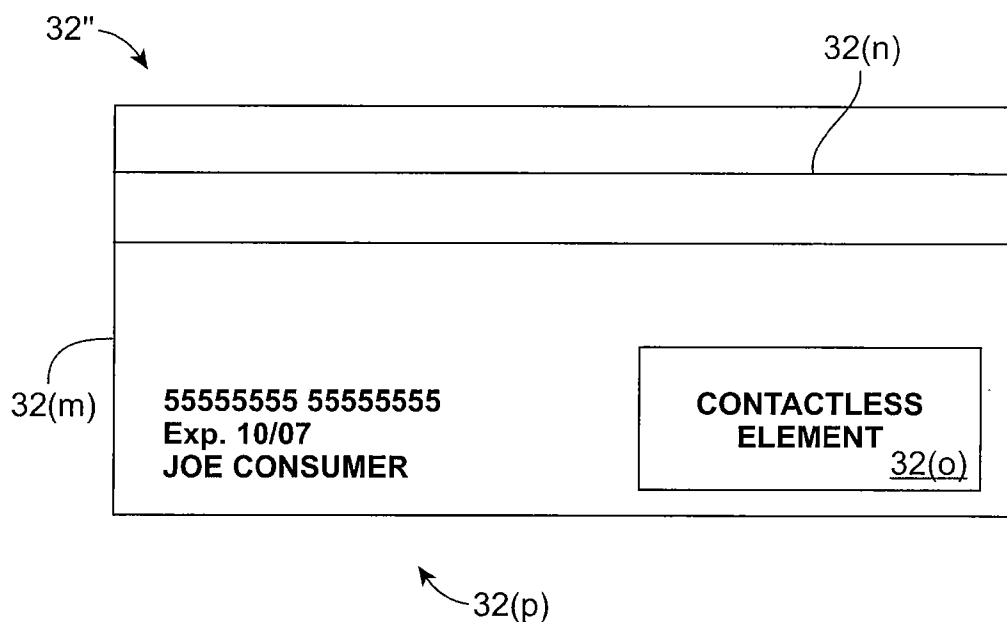 32"
32(n)
32(m)
55555555 55555555
Exp. 10/07
JOE CONSUMER
CONTACTLESS
ELEMENT
32(o)
32(p)